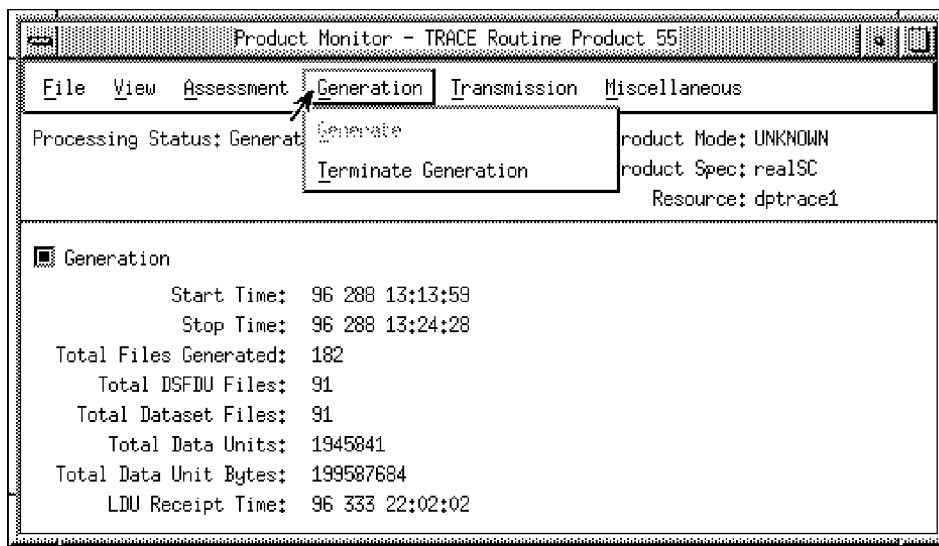 Product Monitor - TRACE Routine Product 55
File View Assessment Generation Transmission Miscellaneous
Generate
Terminate Generation
Processing Status: Generat
roduct Mode: UNKNOWN
roduct Spec: realSC
Resource: dptrace1
Generation
Start Time: 96 288 13:13:59
Stop Time: 96 288 13:24:28
Total Files Generated: 182
Total DSFDU Files: 91
Total Dataset Files: 91
Total Data Units: 1945841
Total Data Unit Bytes: 199587684
LDU Receipt Time: 96 333 22:02:02